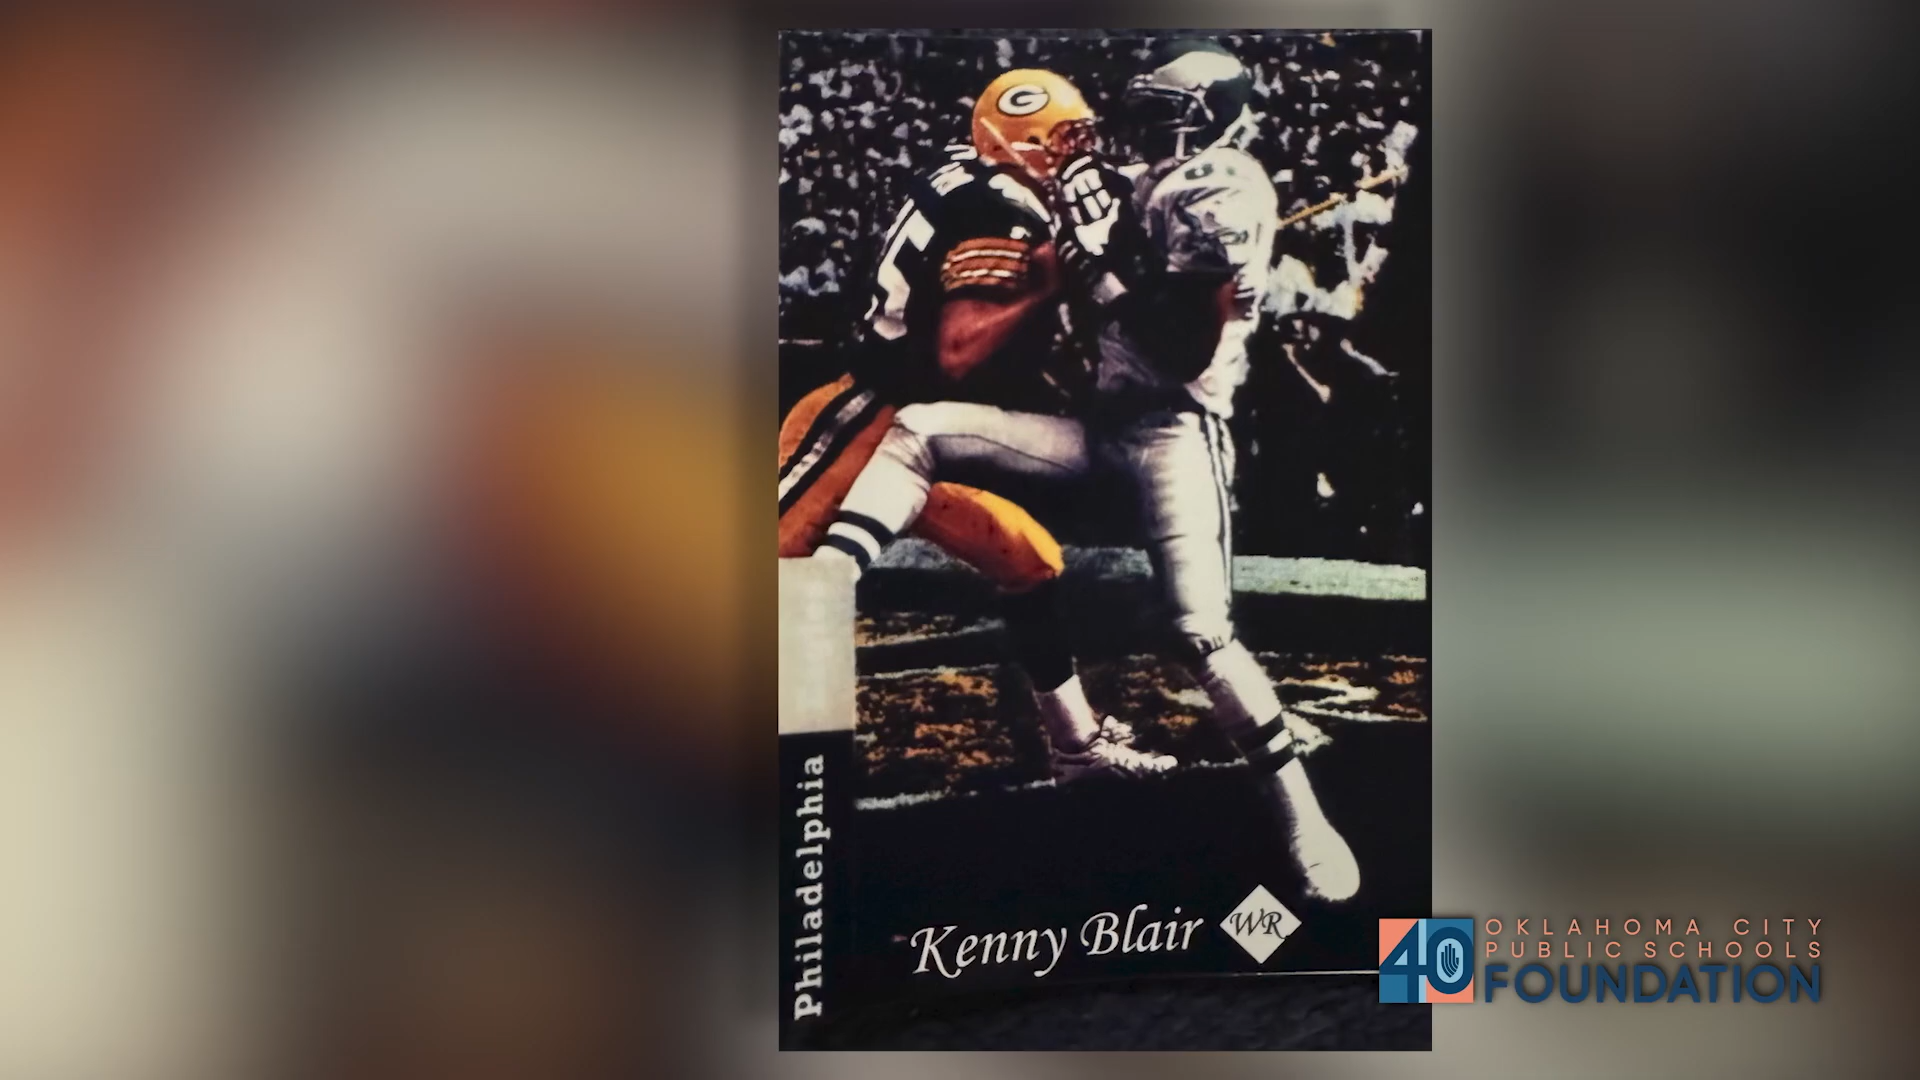 G
Philadelphia
Kenny Blair WR
40
OKLAHOMA CITY
PUBLIC SCHOOLS
FOUNDATION